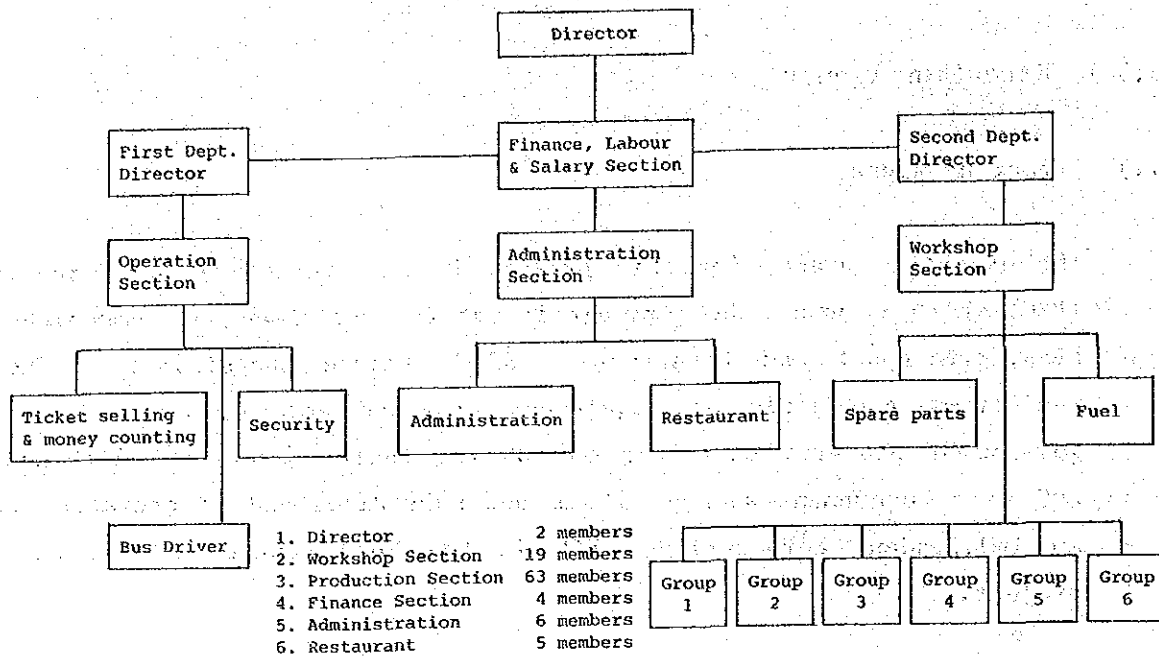 Director
First Dept.
Director
Finance, Labour
& Salary Section
Second Dept.
Director
Operation
Section
Administration
Section
Workshop
Section
Ticket selling
& money counting
Security
Administration
Restaurant
Spare parts
Fuel
Bus Driver
1. Director 2 members
2. Workshop Section 19 members
3. Production Section 63 members
4. Finance Section 4 members
5. Administration 6 members
6. Restaurant 5 members
Group
1
Group
2
Group
3
Group
4
Group
5
Group
6